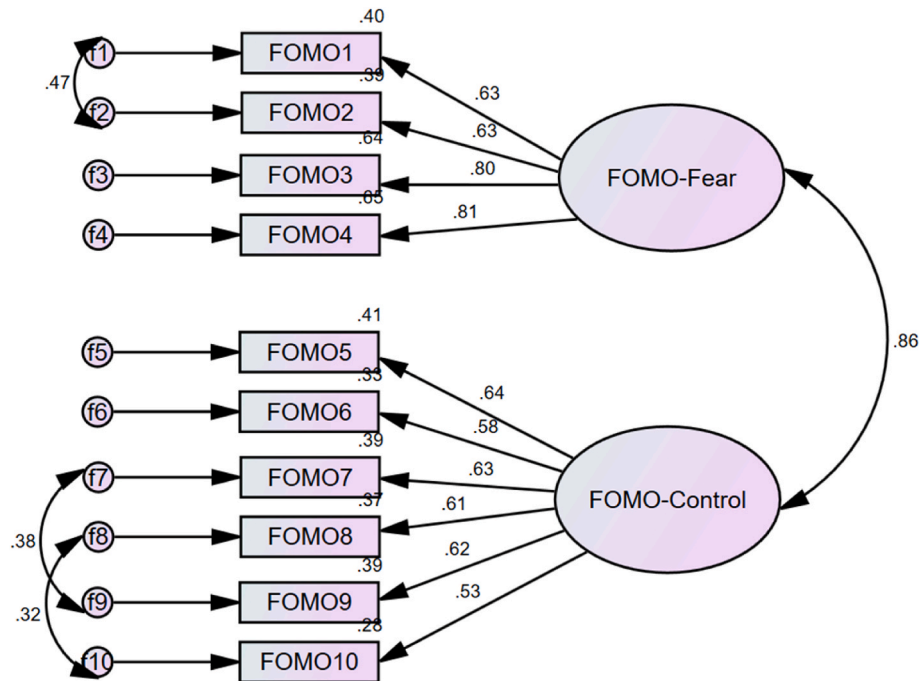 .40
f1
FOMO1
.39
.63
.47
f2
FOMO2
.64
.63
f3
FOMO3
.80
FOMO-Fear
f4
FOMO4
.81
.86
.41
f5
FOMO5
.33
.64
f6
FOMO6
.39
.58
f7
FOMO7
.37
.63
FOMO-Control
.38
f8
FOMO8
.39
.61
.32
f9
FOMO9
.28
.62
f10
FOMO10
.53